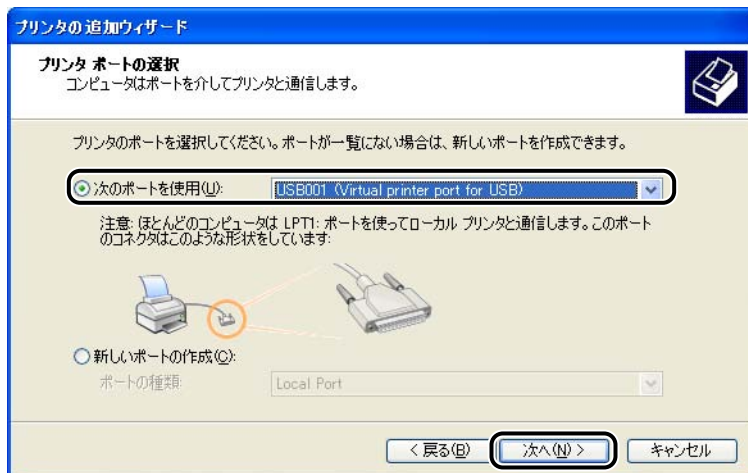 プリンタの追加ウィザード
プリンタ ポートの選択
コンピュータはポートを介してプリンタと通信します。
プリンタのポートを選択してください。ポートが一覧にない場合は、新しいポートを作成できます。
次のポートを使用(U):
USB001 (Virtual printer port for USB)
注意: ほとんどのコンピュータは LPT1: ポートを使ってローカル プリンタと通信します。このポート
のコネクタはこのような形状をしています:
新しいポートの作成(C):
ポートの種類:
Local Port
< 戻る(B)
次へ(N) >
キャンセル